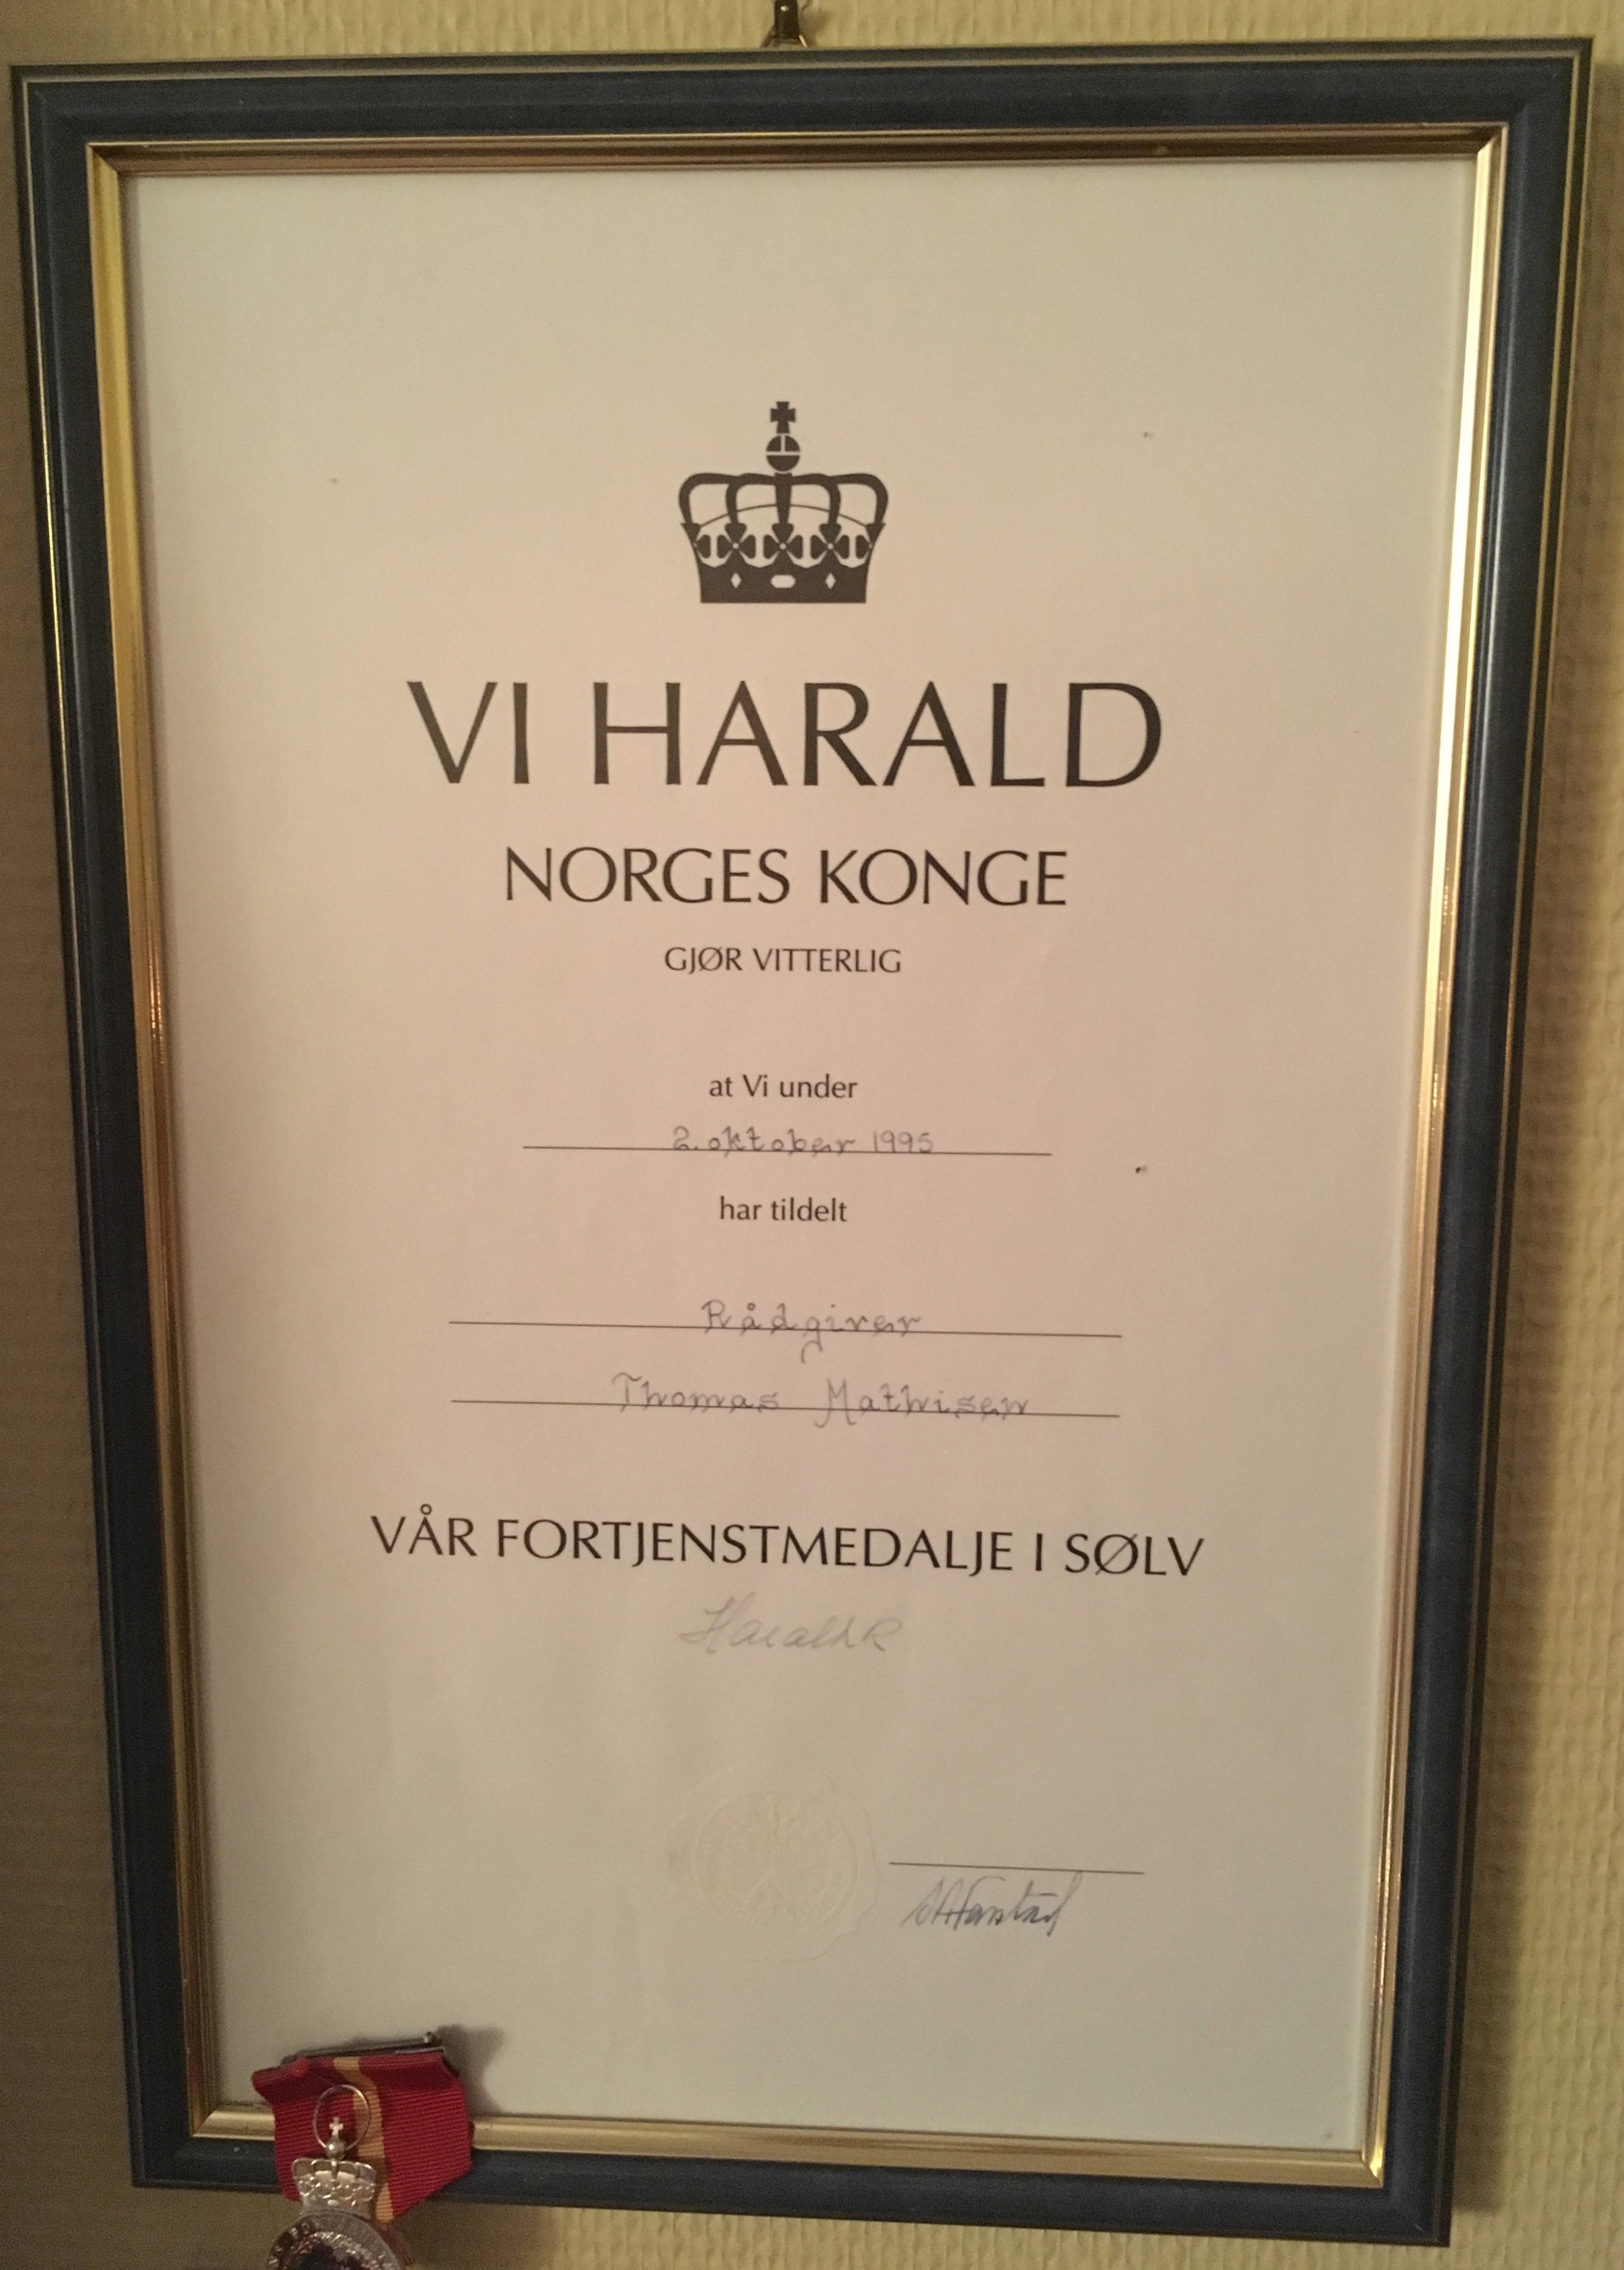 VI HARALD
NORGES KONGE
GJØR VITTERLIG
at Vi under
2. oktober 1995
har tildelt
Rådgiver
Thomas Mathisen
VÅR FORTJENSTMEDALJE I SØLV
Harald R